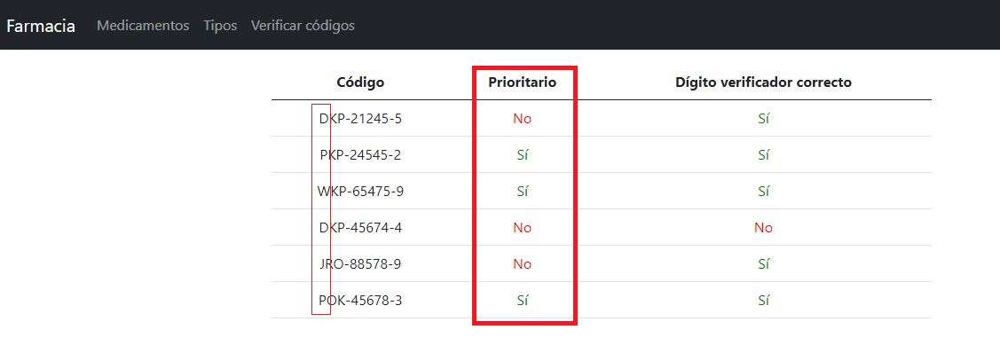 Farmacia Medicamentos Tipos Verificar códigos
Código Prioritario Dígito verificador correcto
DKP-21245-5 No Sí
PKP-24545-2 Sí Sí
WKP-65475-9 Sí Sí
DKP-45674-4 No No
JRO-88578-9 No Sí
POK-45678-3 Sí Sí